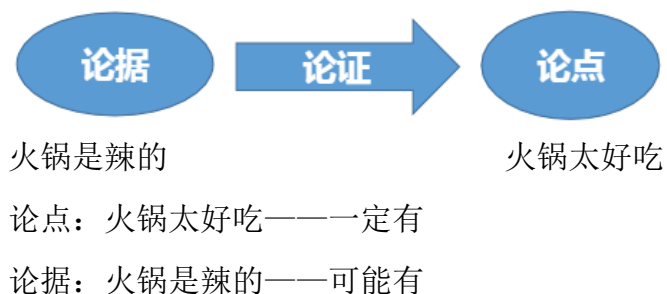 论据 论证 论点
火锅是辣的 火锅太好吃
论点：火锅太好吃——一定有
论据：火锅是辣的——可能有